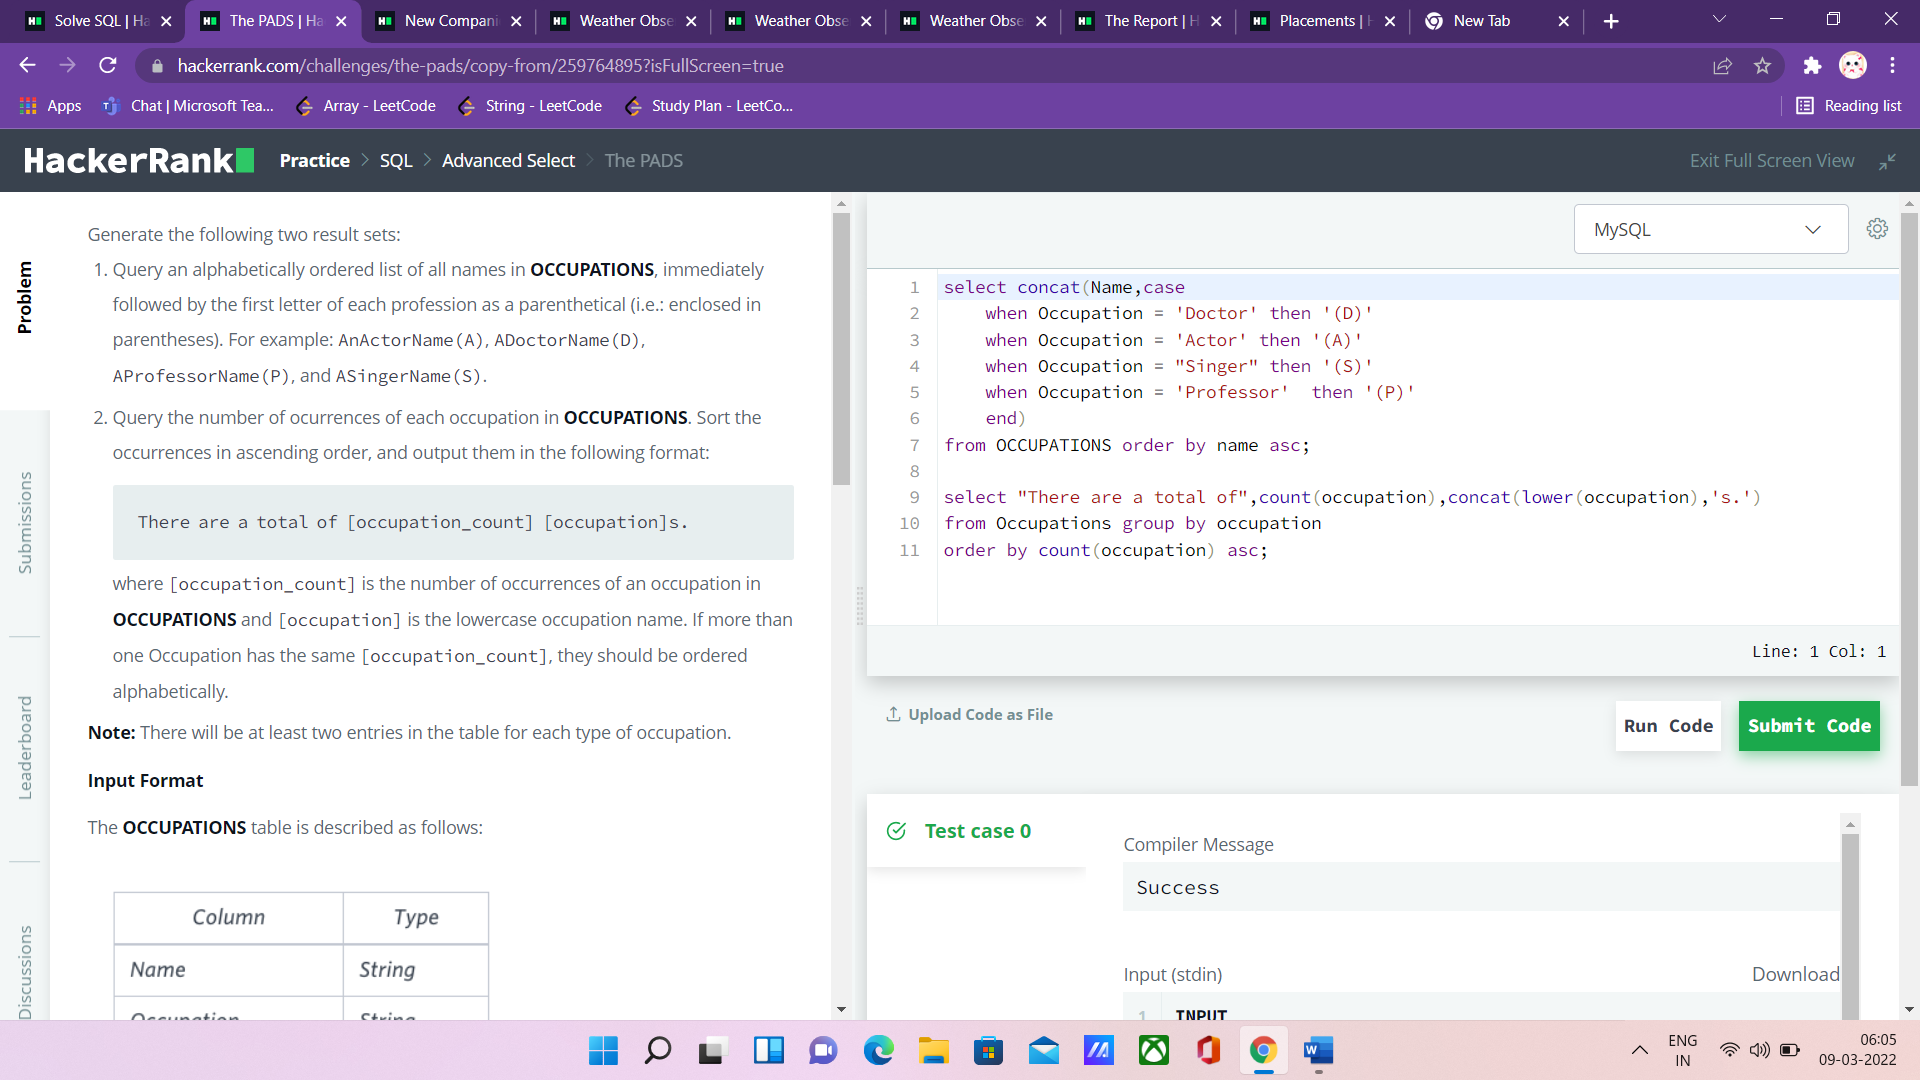 Solve SQL | Ha
The PADS | Ha
New Compani
Weather Obse
Weather Obse
Weather Obse
The Report | H
Placements | H
New Tab
hackerrank.com/challenges/the-pads/copy-from/259764895?isFullScreen=true
Apps
Chat | Microsoft Tea...
Array - LeetCode
String - LeetCode
Study Plan - LeetCo...
Reading list
HackerRank
Practice > SQL > Advanced Select > The PADS
Exit Full Screen View
Problem
Submissions
Leaderboard
Discussions
Generate the following two result sets:
1. Query an alphabetically ordered list of all names in OCCUPATIONS, immediately
followed by the first letter of each profession as a parenthetical (i.e.: enclosed in
parentheses). For example: AnActorName(A), ADoctorName(D),
AProfessorName(P), and ASingerName(S).
2. Query the number of ocurrences of each occupation in OCCUPATIONS. Sort the
occurrences in ascending order, and output them in the following format:
There are a total of [occupation_count] [occupation]s.
where [occupation_count] is the number of occurrences of an occupation in
OCCUPATIONS and [occupation] is the lowercase occupation name. If more than
one Occupation has the same [occupation_count], they should be ordered
alphabetically.
Note: There will be at least two entries in the table for each type of occupation.
Input Format
The OCCUPATIONS table is described as follows:
Column Type
Name String
Occupation String
MySQL
1 select concat(Name,case
2 when Occupation = 'Doctor' then '(D)'
3 when Occupation = 'Actor' then '(A)'
4 when Occupation = "Singer" then '(S)'
5 when Occupation = 'Professor'  then '(P)'
6 end)
7 from OCCUPATIONS order by name asc;
8
9 select "There are a total of",count(occupation),concat(lower(occupation),'s.')
10 from Occupations group by occupation
11 order by count(occupation) asc;
Line: 1 Col: 1
Upload Code as File
Run Code
Submit Code
Test case 0
Compiler Message
Success
Input (stdin)
Download
1 INPUT
ENG
IN
06:05
09-03-2022